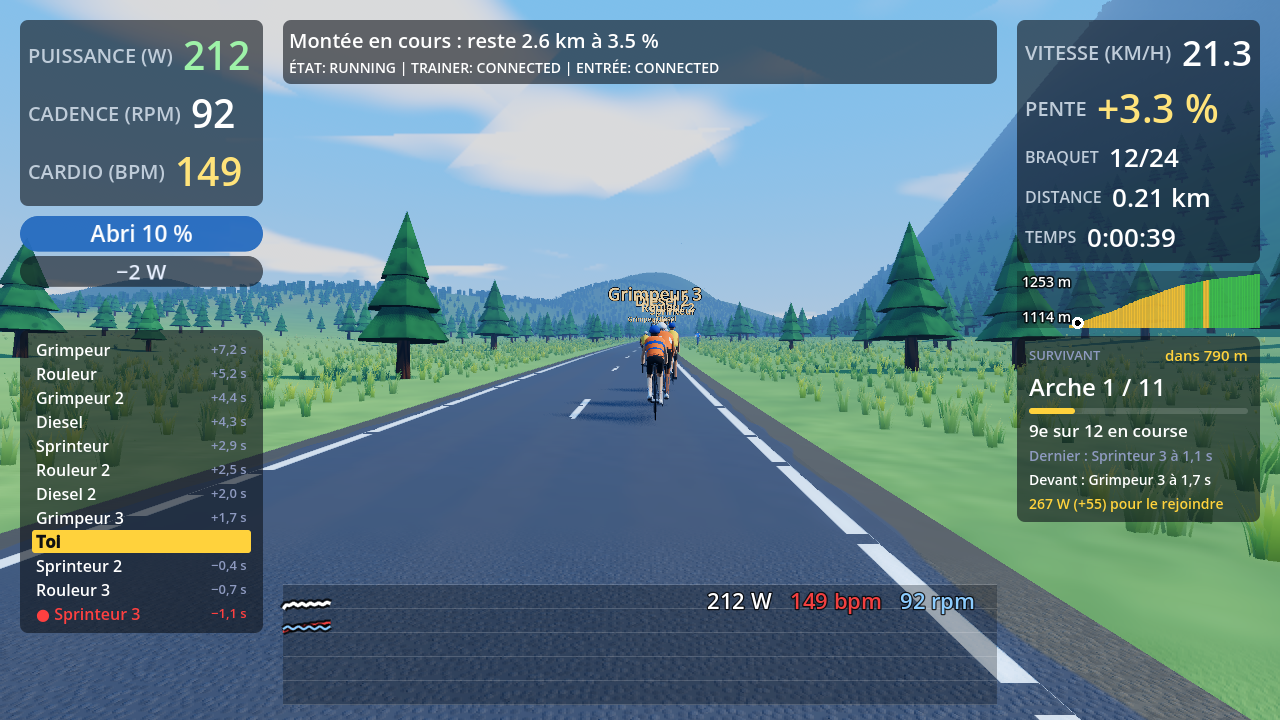 PUISSANCE (W) 212
CADENCE (RPM) 92
CARDIO (BPM) 149
Abri 10 %
−2 W
Montée en cours : reste 2.6 km à 3.5 %
ÉTAT: RUNNING | TRAINER: CONNECTED | ENTRÉE: CONNECTED
VITESSE (KM/H) 21.3
PENTE +3.3 %
BRAQUET 12/24
DISTANCE 0.21 km
TEMPS 0:00:39
1253 m
1114 m
SURVIVANT dans 790 m
Arche 1 / 11
9e sur 12 en course
Dernier : Sprinteur 3 à 1,1 s
Devant : Grimpeur 3 à 1,7 s
267 W (+55) pour le rejoindre
Grimpeur 3
Grimpeur +7,2 s
Rouleur +5,2 s
Grimpeur 2 +4,4 s
Diesel +4,3 s
Sprinteur +2,9 s
Rouleur 2 +2,5 s
Diesel 2 +2,0 s
Grimpeur 3 +1,7 s
Toi
Sprinteur 2 −0,4 s
Rouleur 3 −0,7 s
Sprinteur 3 −1,1 s
212 W 149 bpm 92 rpm